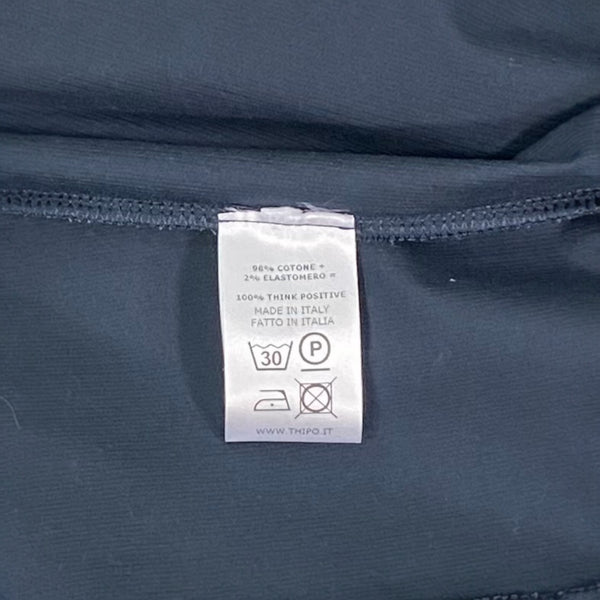 98% COTONE +
2% ELASTOMERO =
100% THINK POSITIVE
MADE IN ITALY
FATTO IN ITALIA
30 P
WWW.THIPO.IT